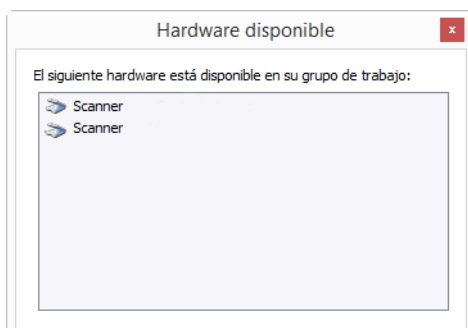 Hardware disponible
x
El siguiente hardware está disponible en su grupo de trabajo:
Scanner
Scanner